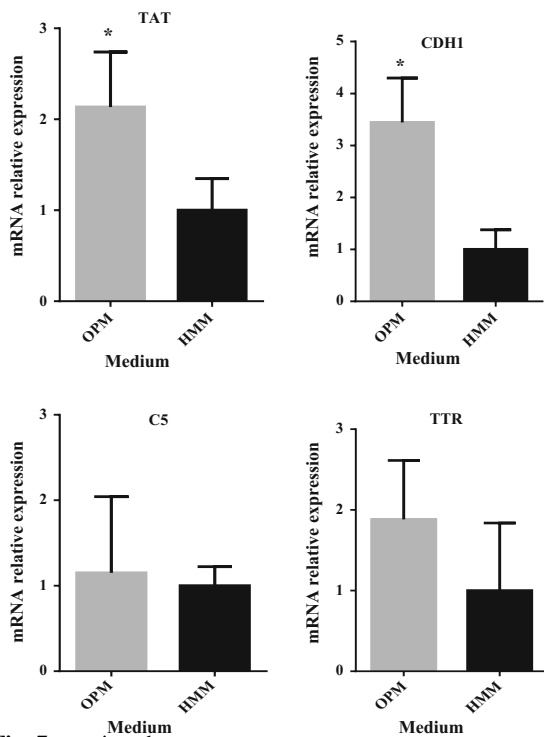 TAT
mRNA relative expression
3
2
1
0
*
OPM
HMM
Medium
CDH1
mRNA relative expression
5
4
3
2
1
0
*
OPM
HMM
Medium
C5
mRNA relative expression
3
2
1
0
OPM
HMM
Medium
TTR
mRNA relative expression
3
2
1
0
OPM
HMM
Medium